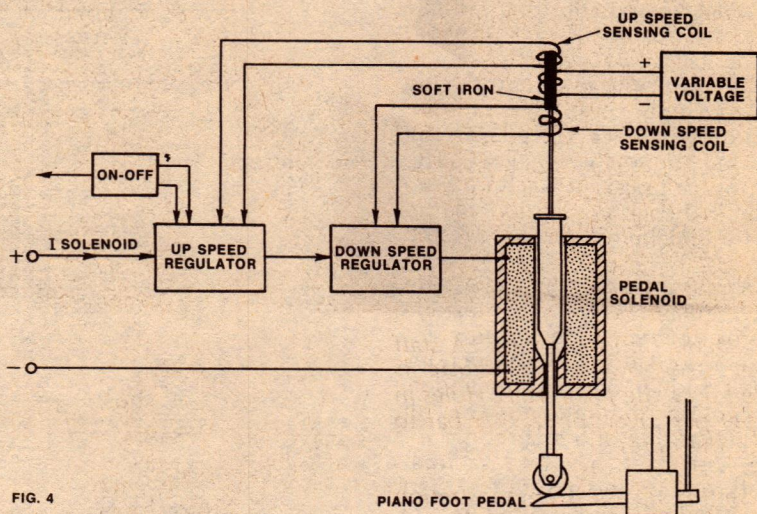 UP SPEED
SENSING COIL
+
VARIABLE
VOLTAGE
−
SOFT IRON
DOWN SPEED
SENSING COIL
ON-OFF
+
I SOLENOID
UP SPEED
REGULATOR
DOWN SPEED
REGULATOR
PEDAL
SOLENOID
−
FIG. 4
PIANO FOOT PEDAL